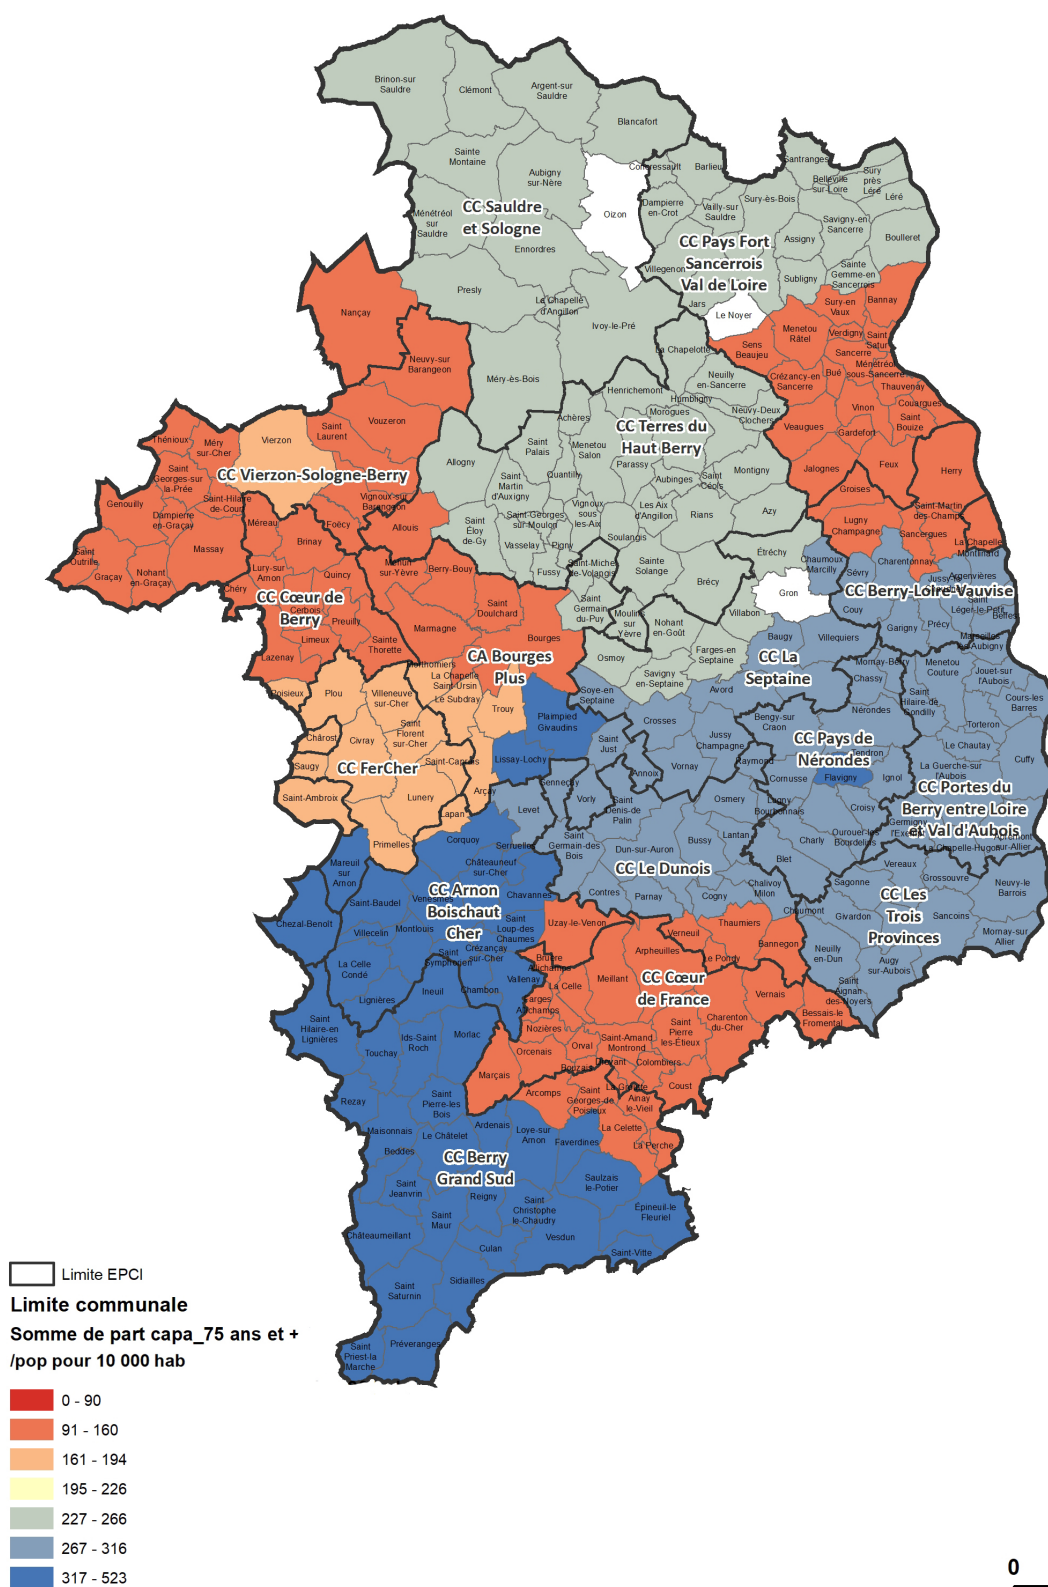 Brinon-sur
Sauldre
Clémont
Argent-sur
Sauldre
Blancafort
Sainte
Montaine
Aubigny
sur-Nère
Oizon
Concressault
Barlieu
Santranges
Belleville
sur-Loire
Sury
près
Léré
Léré
Dampierre
en-Crot
Vailly-sur
Sauldre
Sury-ès-Bois
Savigny-en
Sancerre
Assigny
Boulleret
Ménétréol
sur
Sauldre
CC Sauldre
et Sologne
Ennordres
CC Pays Fort
Sancerrois
Val de Loire
Villegenon
Subligny
Sainte
Gemme-en
Sancerrois
Presly
La Chapelle
d'Angillon
Ivoy-le-Pré
Jars
Le Noyer
Sury-en
Vaux
Bannay
Nançay
Menetou
Râtel
Verdigny
Saint
Satur
Neuvy-sur
Barangeon
La Chapelotte
Sens
Beaujeu
Sancerre
Ménétréol
sous-Sancerre
Bué
Crézancy-en
Sancerre
Thauvenay
Méry-ès-Bois
Neuilly
en-Sancerre
Henrichemont
Humbligny
Couargues
Vinon
Saint
Bouize
Achères
Morogues
Neuvy-Deux
Clochers
Vouzeron
Saint
Laurent
CC Terres du
Haut Berry
Veaugues
Gardefort
Vierzon
Thénioux
Méry
sur-Cher
Saint
Palais
Menetou
Salon
Parassy
Allogny
CC Vierzon-Sologne-Berry
Saint
Georges-sur
la-Prée
Saint
Martin
d'Auxigny
Quantilly
Aubinges
Saint
Céols
Montigny
Jalognes
Feux
Herry
Groises
Genouilly
Saint-Hilaire
de-Court
Vignoux-sur
Barangeon
Vignoux
sous
les-Aix
Les Aix
d'Angillon
Rians
Azy
Saint-Martin
des-Champs
Dampierre
en-Graçay
Méreau
Foëcy
Allouis
Saint
Éloy
de-Gy
Saint-Georges
sur Moulon
Lugny
Champagne
Sancergues
La Chapelle
Montlinard
Brinay
Vasselay
Pigny
Soulangis
Massay
Saint
Outrille
Graçay
Nohant
en-Graçay
Chéry
Lury-sur
Arnon
Quincy
Mehun
sur-Yèvre
Berry-Bouy
Fussy
Saint-Michel
de-Volangis
Sainte
Solange
Étréchy
Chaumoux
Marcilly
Sévry
Charentonnay
Argenvières
Brécy
Gron
CC Berry-Loire-Vauvise
CC Cœur de
Berry
Cerbois
Preuilly
Limeux
Sainte
Thorette
Marmagne
Saint
Doulchard
Bourges
Saint
Germain
du-Puy
Moulins
sur
Yèvre
Nohant
en-Goût
Villabon
Couy
Garigny
Précy
Saint
Léger-le-Petit
Beffes
Lazenay
Morthomiers
CA Bourges
Plus
Osmoy
Farges-en
Septaine
Savigny
en-Septaine
Baugy
Villequiers
CC La
Septaine
Marseilles
lès-Aubigny
Poisieux
Plou
Villeneuve
sur-Cher
La Chapelle
Saint-Ursin
Le Subdray
Trouy
Soye-en
Septaine
Avord
Mornay-Berry
Chassy
Menetou
Couture
Jouet-sur
l'Aubois
Cours-les
Barres
Chârost
Civray
Saint
Florent
sur-Cher
Plaimpied
Givaudins
Crosses
Bengy-sur
Craon
Nérondes
Saint
Hilaire-de
Gondilly
Torteron
Saint
Just
Jussy
Champagne
CC Pays de
Nérondes
Tendron
Le Chautay
Cuffy
Saugy
CC FerCher
Saint-Caprais
Lissay-Lochy
Annoix
Vornay
Raymond
Cornusse
Flavigny
Ignol
La Guerche-sur
l'Aubois
Saint-Ambroix
Lunery
Arçay
Senneçay
Vorly
Saint
Denis-de
Palin
Osmery
Lugny
Bourbonnais
Croisy
CC Portes du
Berry entre Loire
et Val d'Aubois
Lapan
Levet
Germigny
l'Exempt
Primelles
Corquoy
Serruelles
Saint
Germain-des
Bois
Dun-sur-Auron
Bussy
Lantan
Charly
Ourouer-les
Bourdelins
La Chapelle-Hugon
Apremont
sur-Allier
Mareuil
sur
Arnon
Châteauneuf
sur-Cher
CC Le Dunois
Blet
Vereaux
Grossouvre
Neuvy-le
Barrois
Saint-Baudel
Venesmes
CC Arnon
Boischaut
Cher
Chavannes
Contres
Parnay
Cogny
Chalivoy
Milon
Sagonne
CC Les
Trois
Provinces
Chezal-Benoît
Villecelin
Montlouis
Saint
Loup-des
Chaumes
Uzay-le-Venon
Verneuil
Thaumiers
Chaumont
Givardon
Sancoins
Mornay-sur
Allier
Saint
Symphorien
Crézançay
sur-Cher
Arpheuilles
Le Pondy
Bannegon
Neuilly
en-Dun
Augy
sur-Aubois
La Celle
Condé
Bruère
Allichamps
Meillant
CC Cœur
de France
Lignières
Ineuil
Chambon
Vallenay
La Celle
Farges
Allichamps
Vernais
Saint
Aignan
des-Noyers
Bessais-le
Fromental
Saint
Hilaire-en
Lignières
Ids-Saint
Roch
Morlac
Nozières
Orval
Saint-Amand
Montrond
Saint
Pierre
les-Étieux
Charenton
du-Cher
Touchay
Orcenais
Bouzais
Drevant
Colombiers
Marçais
La Groutte
Coust
Rezay
Saint
Pierre-les
Bois
Arcomps
Saint
Georges-de
Poisieux
Ainay
le-Vieil
Maisonnais
Le Châtelet
Ardenais
Loye-sur
Arnon
Faverdines
La Celette
La Perche
Beddes
CC Berry
Grand Sud
Saint
Jeanvrin
Reigny
Saulzais
le-Potier
Saint
Maur
Saint
Christophe
le-Chaudry
Épineuil-le
Fleuriel
Châteaumeillant
Culan
Vesdun
Saint-Vitte
Saint
Saturnin
Sidiailles
Préveranges
Saint
Priest-la
Marche
Limite EPCI
Limite communale
Somme de part capa_75 ans et +
/pop pour 10 000 hab
0 - 90
91 - 160
161 - 194
195 - 226
227 - 266
267 - 316
317 - 523
0